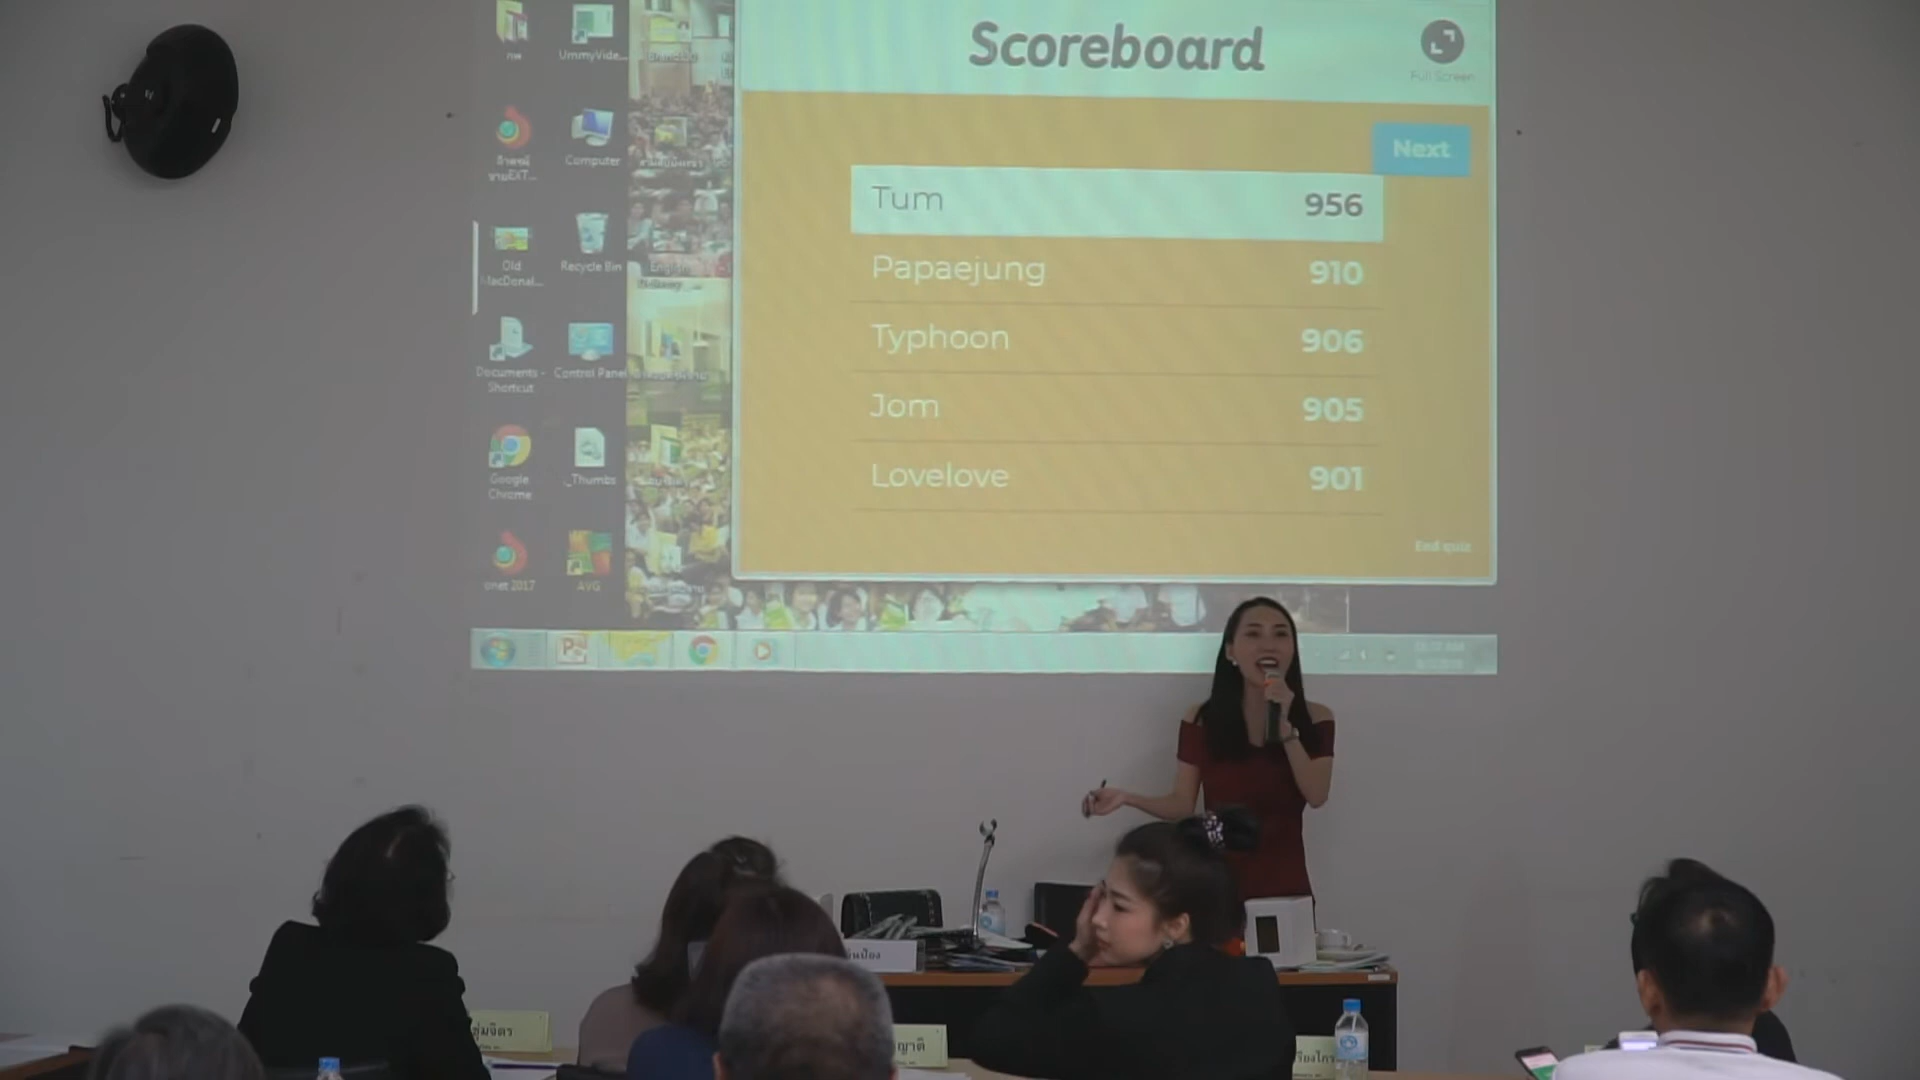 Scoreboard
Full Screen
Next
Tum 956
Papaejung 910
Typhoon 906
Jom 905
Lovelove 901
End quiz
UmmyVide...
Computer
Old
MacDonal...
Recycle Bin
English
Documents -
Shortcut
Control Panel
Google
Chrome
._Thumbs
onet 2017
AVG